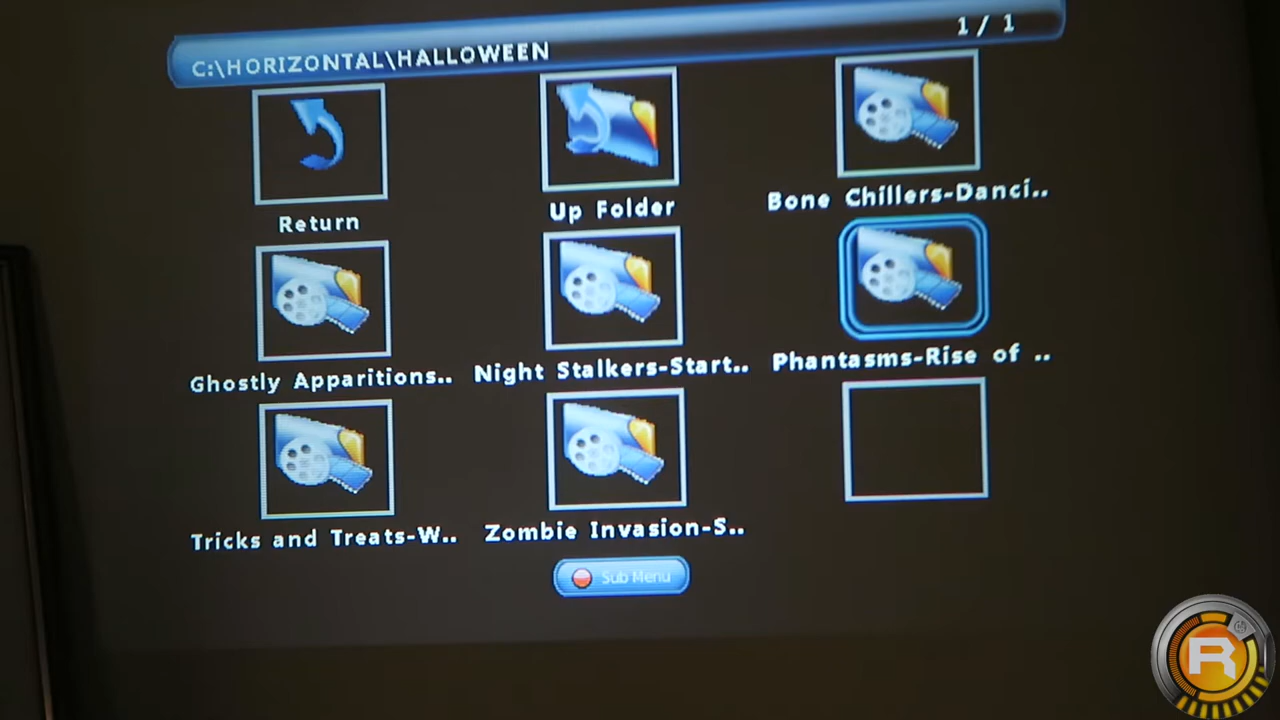 C:\HORIZONTAL\HALLOWEEN
1 / 1
Return
Up Folder
Bone Chillers-Danci..
Ghostly Apparitions..
Night Stalkers-Start..
Phantasms-Rise of ..
Tricks and Treats-W..
Zombie Invasion-S..
Sub Menu
R